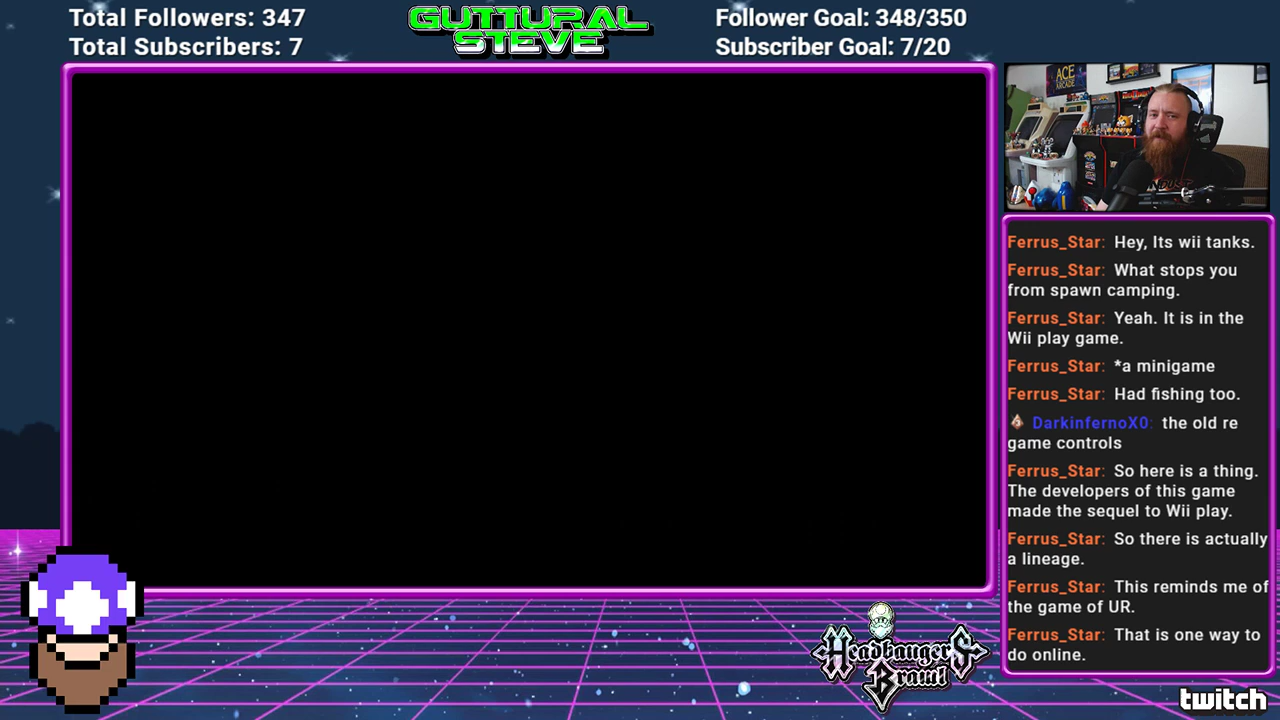 Total Followers: 347
Total Subscribers: 7
GUTTURAL
STEVE
Follower Goal: 348/350
Subscriber Goal: 7/20
ACE
ARCADE
Ferrus_Star: Hey, Its wii tanks.
Ferrus_Star: What stops you
from spawn camping.
Ferrus_Star: Yeah. It is in the
Wii play game.
Ferrus_Star: *a minigame
Ferrus_Star: Had fishing too.
DarkinfernoX0: the old re
game controls
Ferrus_Star: So here is a thing.
The developers of this game
made the sequel to Wii play.
Ferrus_Star: So there is actually
a lineage.
Ferrus_Star: This reminds me of
the game of UR.
Ferrus_Star: That is one way to
do online.
Headbangers
Brawl
twitch